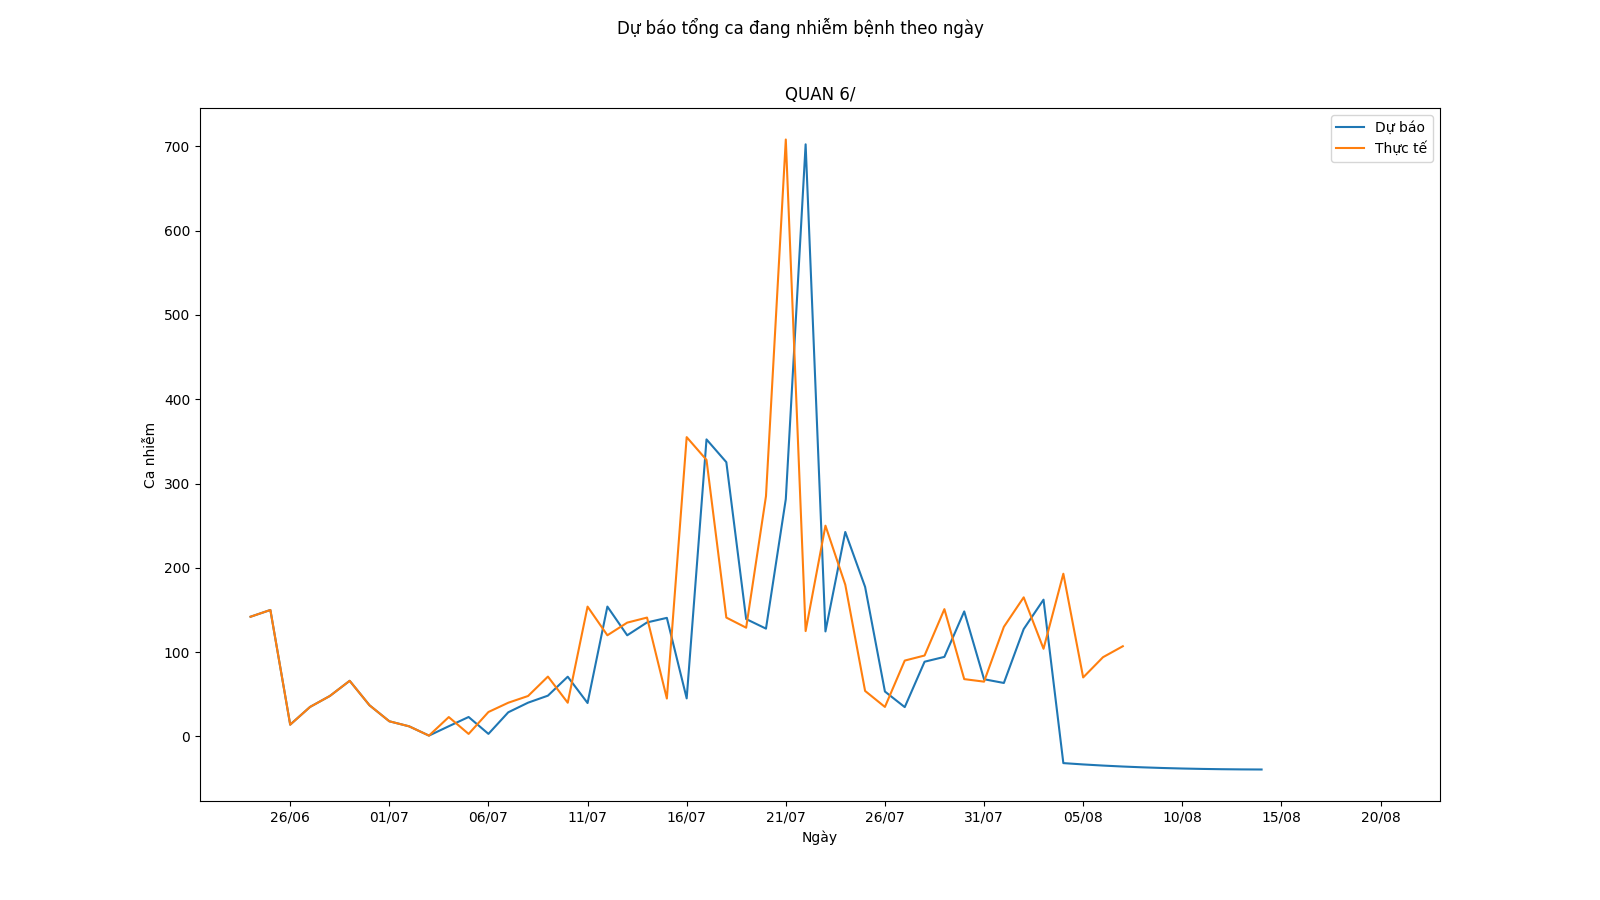 Dự báo tổng ca đang nhiễm bệnh theo ngày
QUAN 6/
Dự báo
Thực tế
700
600
500
400
300
200
100
0
Ca nhiễm
26/06 01/07 06/07 11/07 16/07 21/07 26/07 31/07 05/08 10/08 15/08 20/08
Ngày